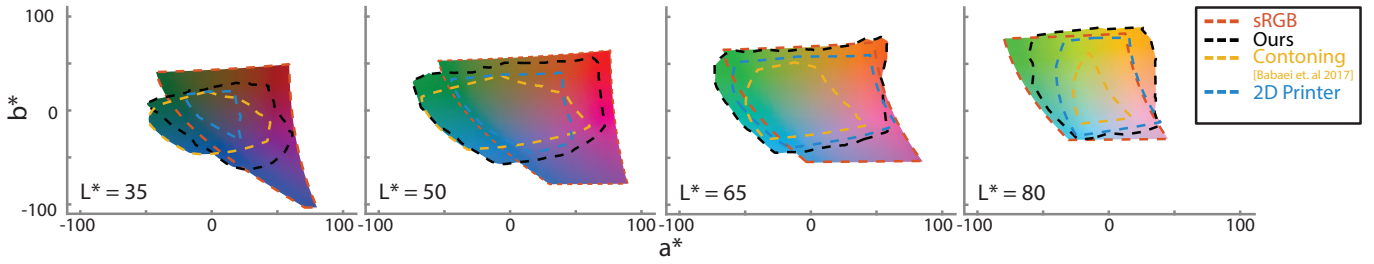 100
0
-100
b*
L* = 35
L* = 50
L* = 65
L* = 80
-100
0
100
-100
0
100
-100
0
100
-100
0
100
a*
sRGB
Ours
Contoning
[Babaei et. al 2017]
2D Printer